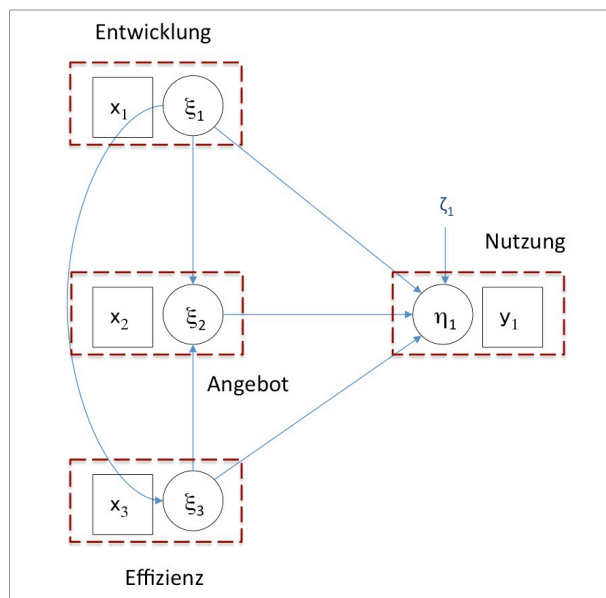 Entwicklung
x₁ ξ₁
ζ₁
Nutzung
x₂ ξ₂
η₁ y₁
Angebot
x₃ ξ₃
Effizienz